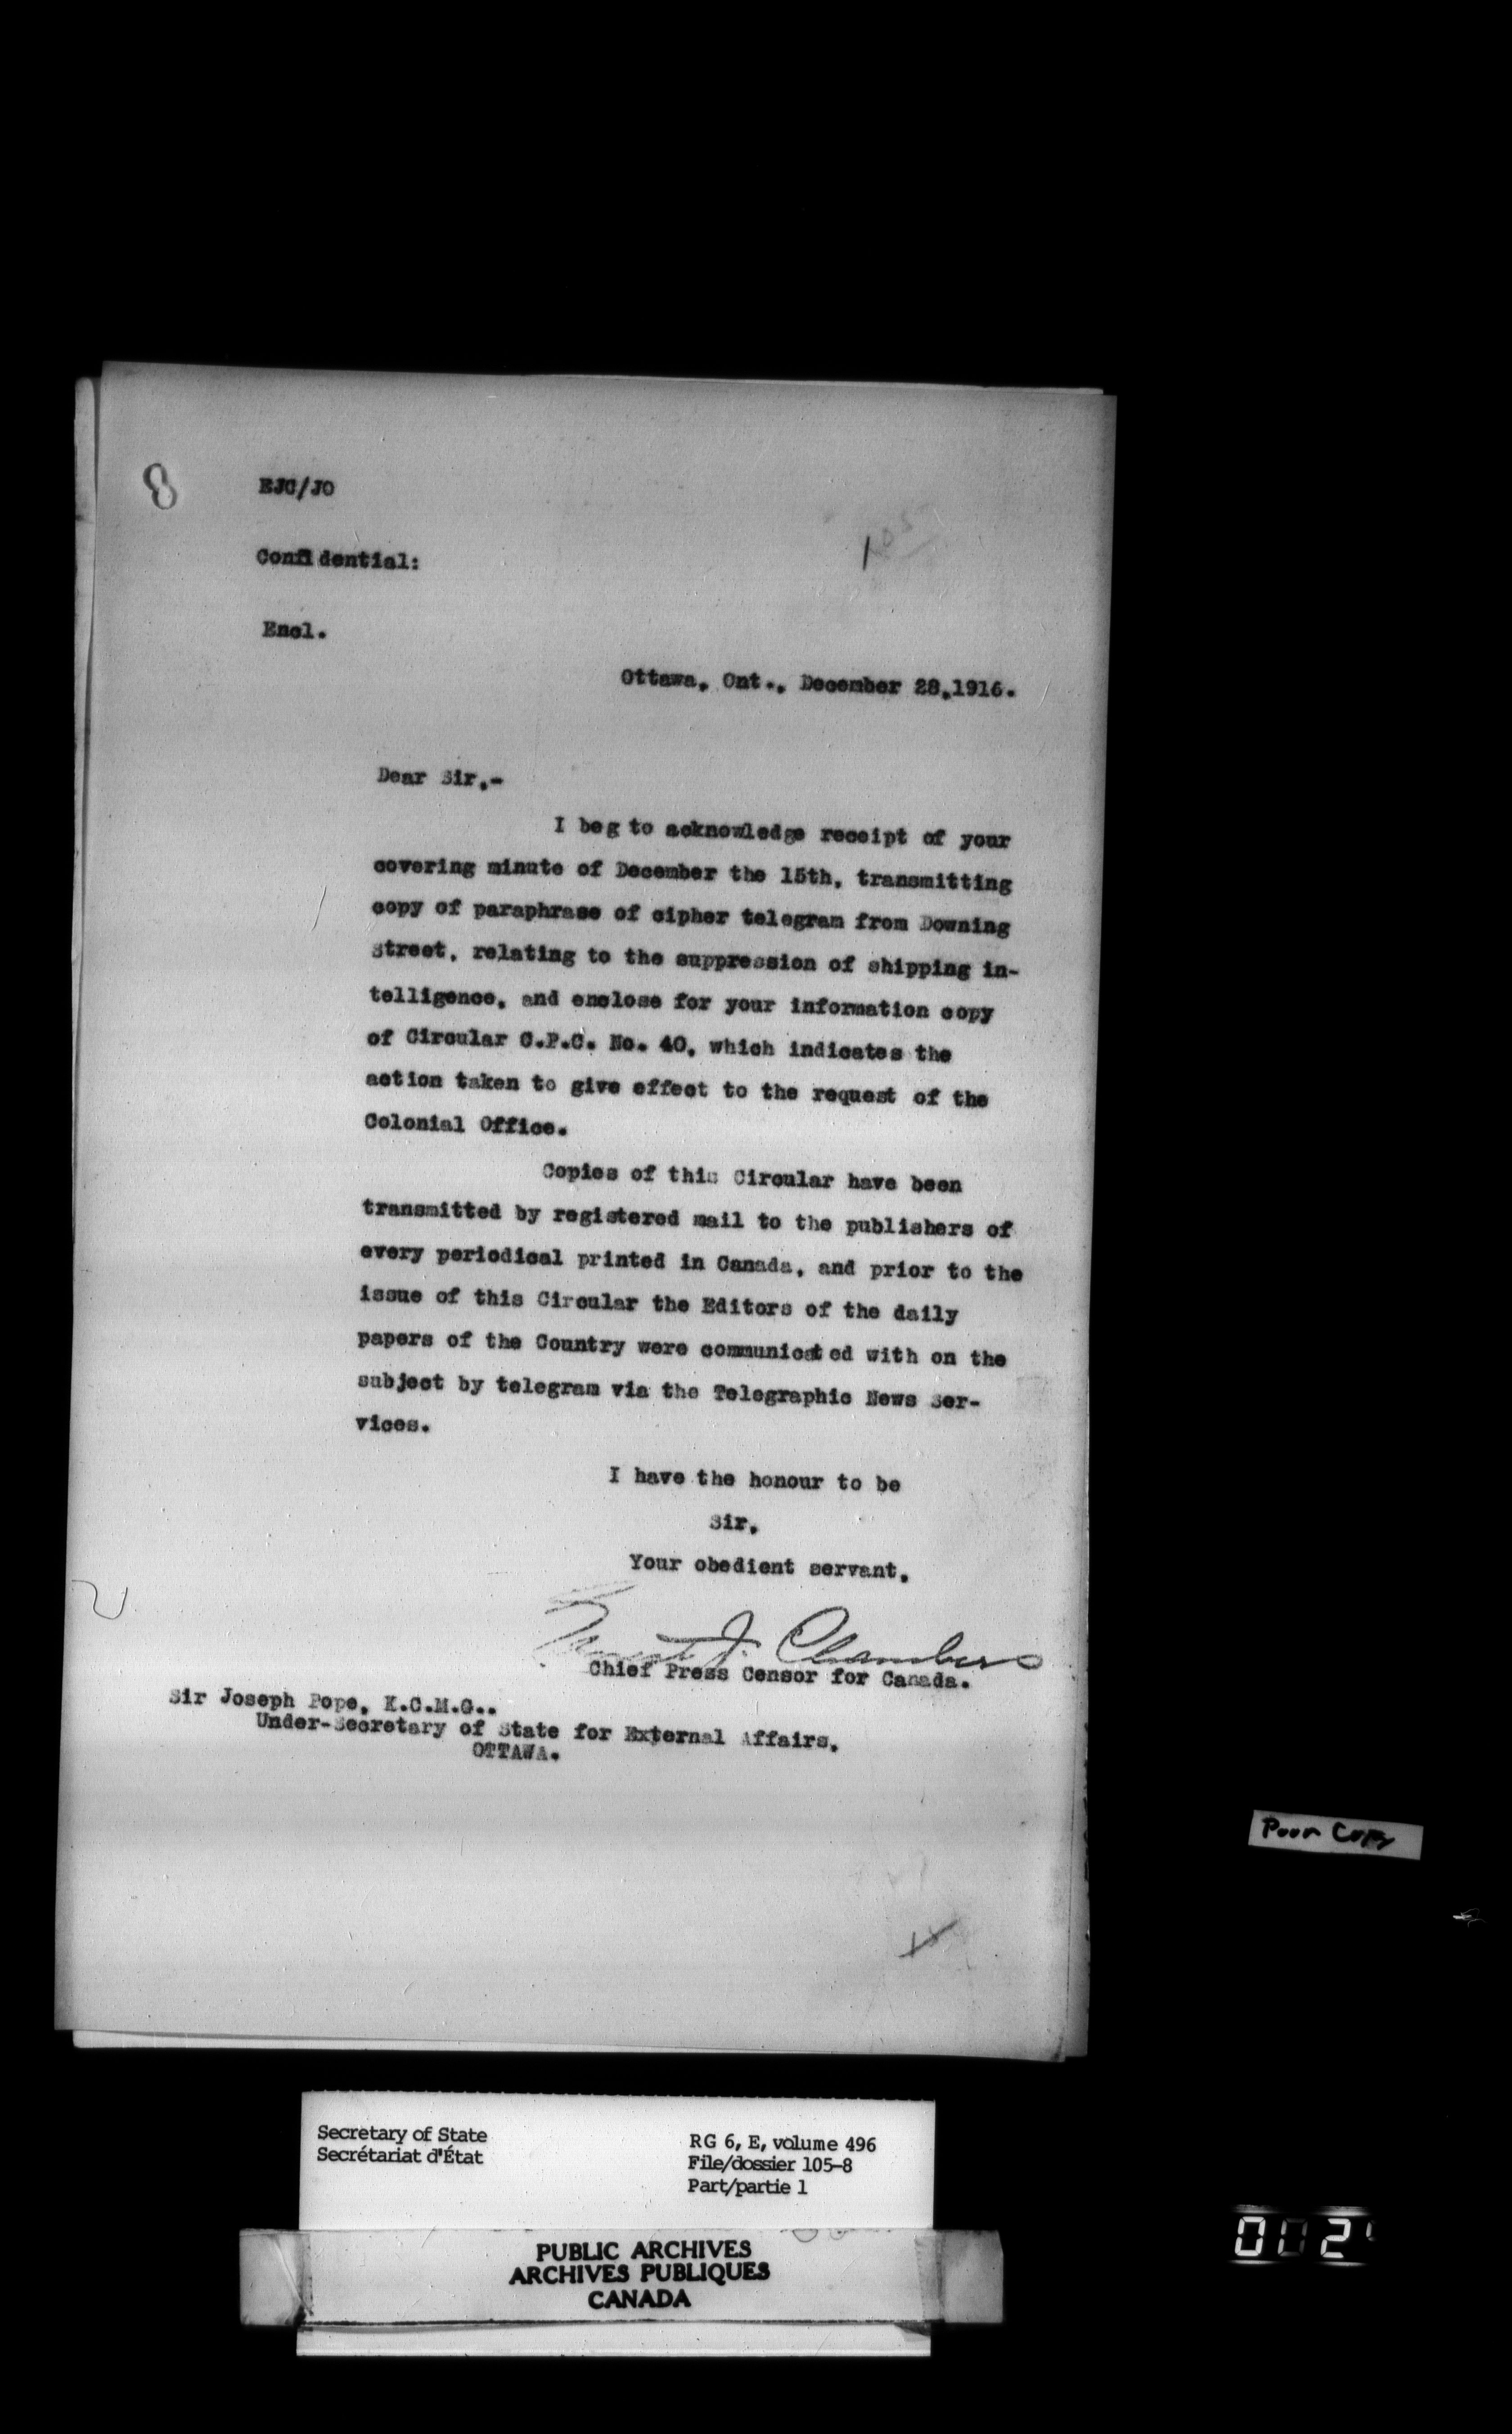 8
EJC/JO
Confidential:
Encl.
Ottawa, Ont., December 28,1916.
Dear Sir,-
I beg to acknowledge receipt of your
covering minute of December the 15th, transmitting
copy of paraphrase of cipher telegram from Downing
Street, relating to the suppression of shipping in-
telligence, and enclose for your information copy
of Circular C.P.C. No. 40, which indicates the
action taken to give effect to the request of the
Colonial Office.
Copies of this Circular have been
transmitted by registered mail to the publishers of
every periodical printed in Canada, and prior to the
issue of this Circular the Editors of the daily
papers of the Country were communicated with on the
subject by telegram via the Telegraphic News Ser-
vices.
I have the honour to be
Sir,
Your obedient servant,
Ernest J. Chambers
Chief Press Censor for Canada.
Sir Joseph Pope, K.C.M.G.,
Under-Secretary of State for External Affairs,
OTTAWA.
Poor Copy
Secretary of State
Secrétariat d'État
RG 6, E, volume 496
File/dossier 105-8
Part/partie 1
PUBLIC ARCHIVES
ARCHIVES PUBLIQUES
CANADA